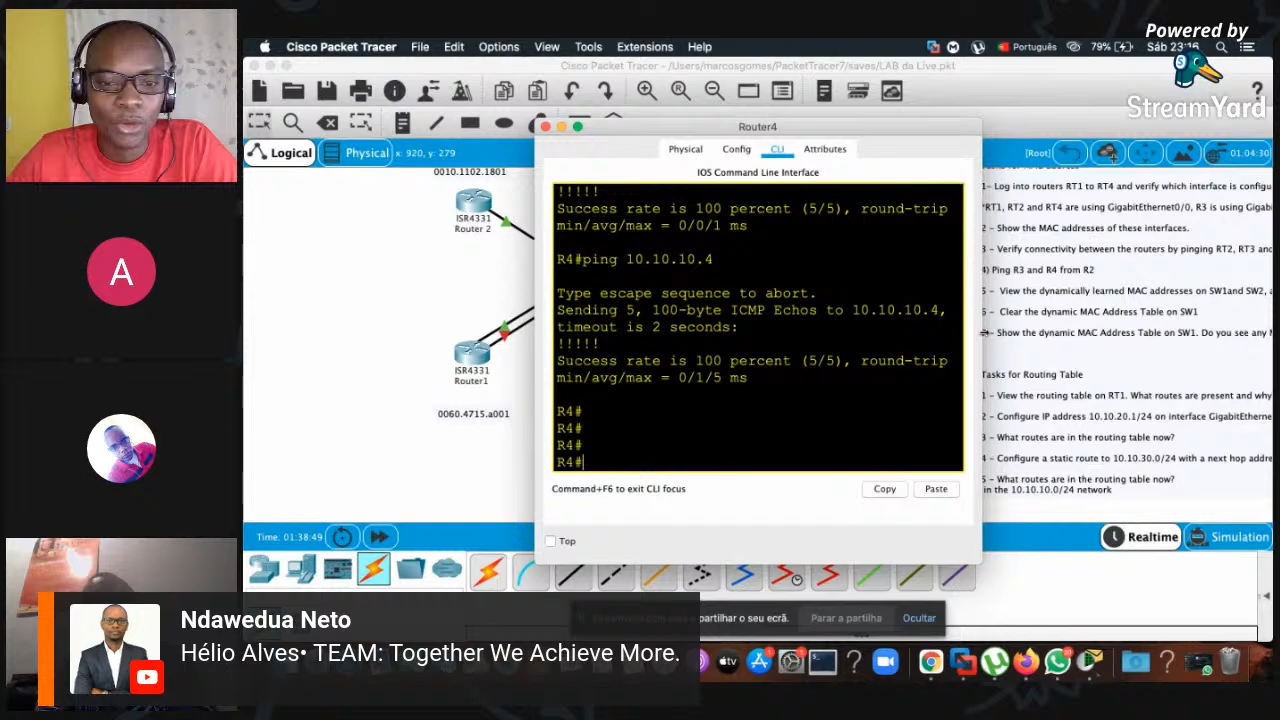 Powered by
StreamYard
Cisco Packet Tracer File Edit Options View Tools Extensions Help
Português 79% Sáb 23:16
Cisco Packet Tracer - /Users/marcosgomes/PacketTracer7/saves/LAB da Live.pkt
Logical Physical x: 920, y: 279
[Root] 01:04:30
Router4
Physical Config CLI Attributes
IOS Command Line Interface
!!!!!
Success rate is 100 percent (5/5), round-trip
min/avg/max = 0/0/1 ms
R4#ping 10.10.10.4
Type escape sequence to abort.
Sending 5, 100-byte ICMP Echos to 10.10.10.4,
timeout is 2 seconds:
!!!!!
Success rate is 100 percent (5/5), round-trip
min/avg/max = 0/1/5 ms
R4#
R4#
R4#
R4#
Command+F6 to exit CLI focus
Copy Paste
Top
0010.1102.1801
ISR4331
Router 2
ISR4331
Router1
0060.4715.a001
1- Log into routers RT1 to RT4 and verify which interface is configu
*RT1, RT2 and RT4 are using GigabitEthernet0/0, R3 is using Gigab
2 - Show the MAC addresses of these interfaces.
3 - Verify connectivity between the routers by pinging RT2, RT3 and
4) Ping R3 and R4 from R2
5 - View the dynamically learned MAC addresses on SW1and SW2, a
6 - Clear the dynamic MAC Address Table on SW1.
- Show the dynamic MAC Address Table on SW1. Do you see any M
Tasks for Routing Table
1 - View the routing table on RT1. What routes are present and why
2 - Configure IP address 10.10.20.1/24 on interface GigabitEtherne
3 - What routes are in the routing table now?
4 - Configure a static route to 10.10.30.0/24 with a next hop addre
5 - What routes are in the routing table now?
in the 10.10.10.0/24 network
Time: 01:38:49
Realtime Simulation
partilhar o seu ecrã. Parar a partilha Ocultar
A
Ndawedua Neto
Hélio Alves• TEAM: Together We Achieve More.
tv